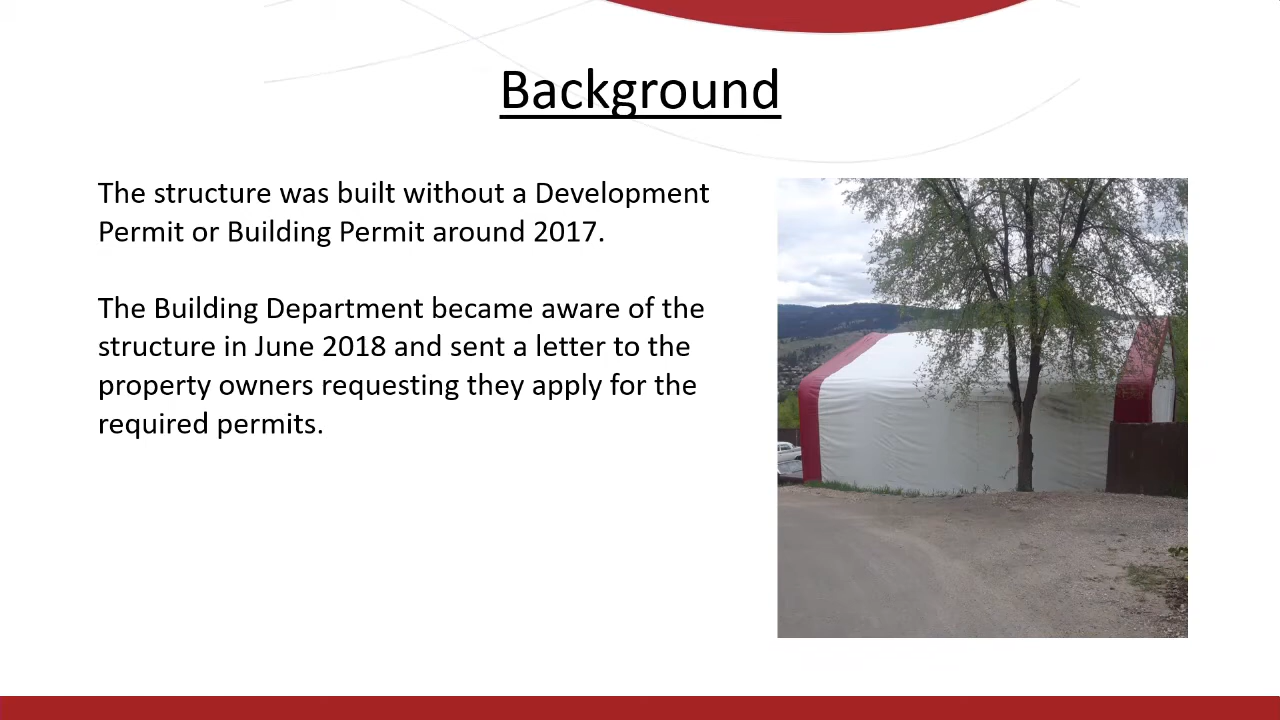 Background
The structure was built without a Development
Permit or Building Permit around 2017.
The Building Department became aware of the
structure in June 2018 and sent a letter to the
property owners requesting they apply for the
required permits.